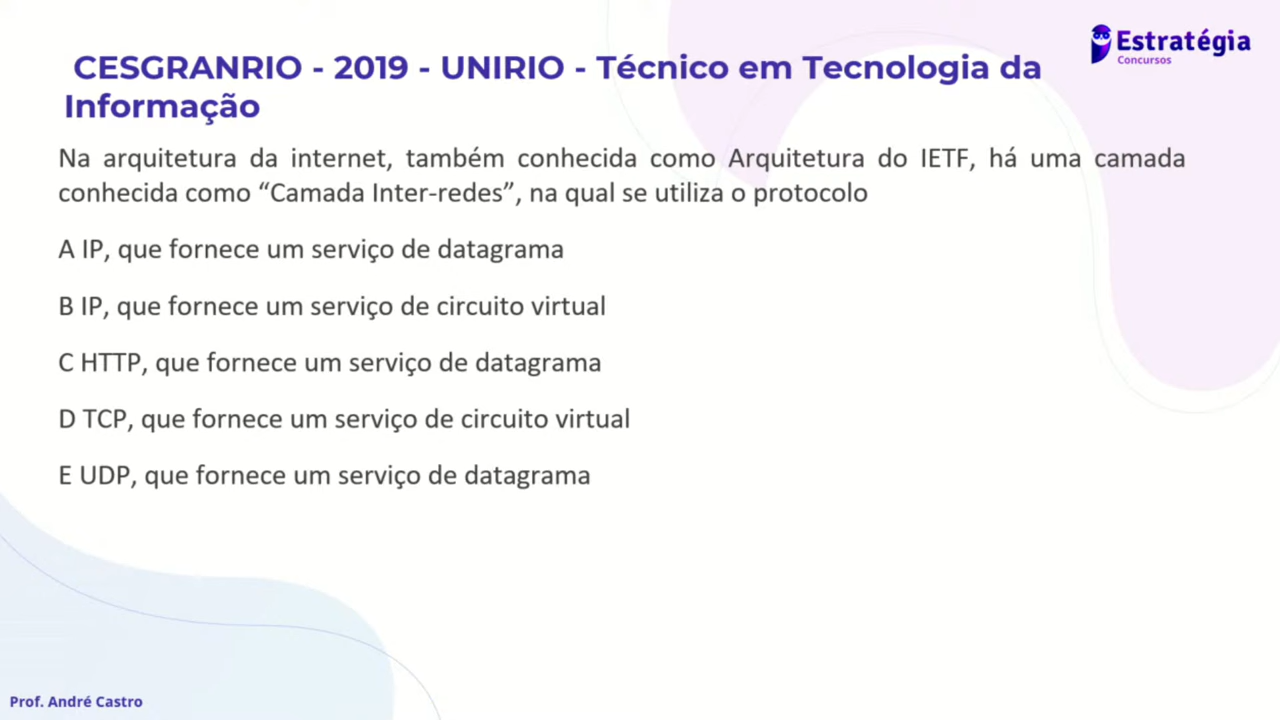 CESGRANRIO - 2019 - UNIRIO - Técnico em Tecnologia da
Informação
Estratégia
Concursos
Na arquitetura da internet, também conhecida como Arquitetura do IETF, há uma camada
conhecida como “Camada Inter-redes”, na qual se utiliza o protocolo
A IP, que fornece um serviço de datagrama
B IP, que fornece um serviço de circuito virtual
C HTTP, que fornece um serviço de datagrama
D TCP, que fornece um serviço de circuito virtual
E UDP, que fornece um serviço de datagrama
Prof. André Castro